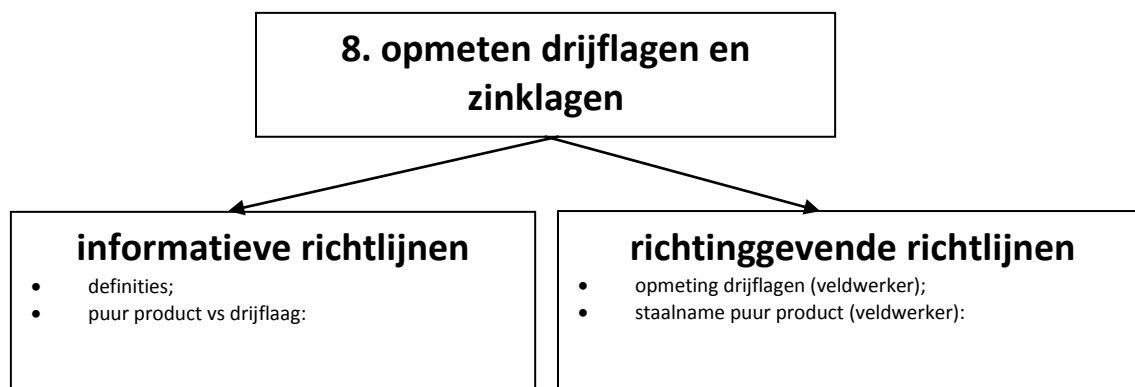 8. opmeten drijflagen en
zinklagen
informatieve richtlijnen
• definities;
• puur product vs drijflaag:
richtinggevende richtlijnen
• opmeting drijflagen (veldwerker);
• staalname puur product (veldwerker):